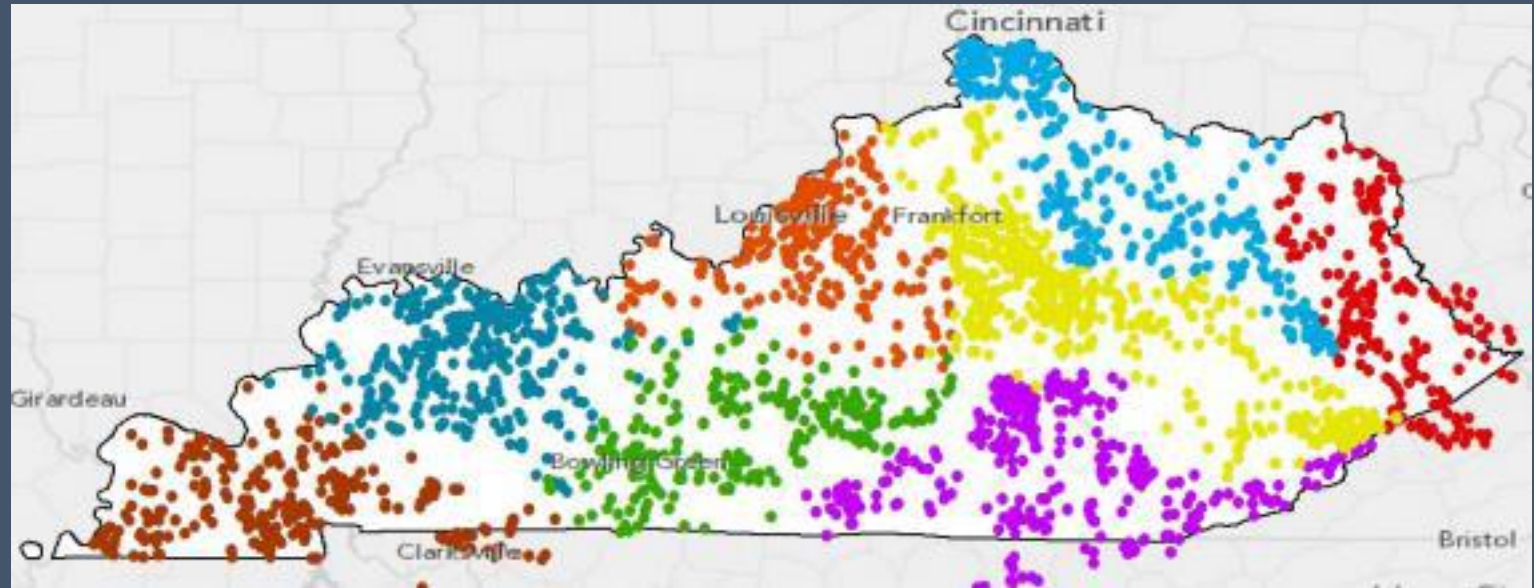 Cincinnati
Louisville
Frankfort
Evansville
Girardeau
Bowling Green
Clarksville
Bristol